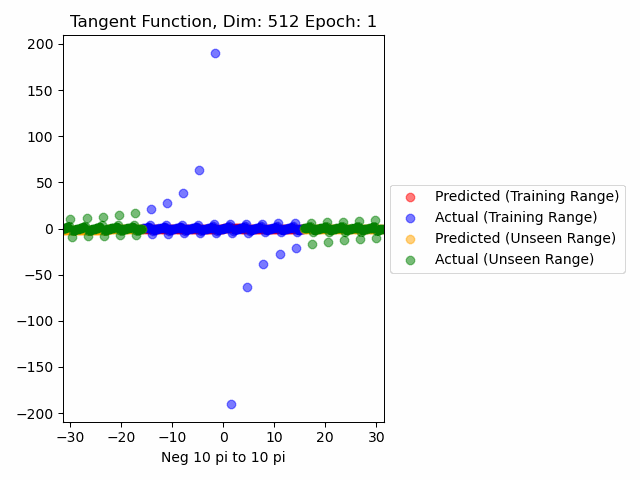 Tangent Function, Dim: 512 Epoch: 1
200
150
100
50
0
−50
−100
−150
−200
−30
−20
−10
0
10
20
30
Neg 10 pi to 10 pi
Predicted (Training Range)
Actual (Training Range)
Predicted (Unseen Range)
Actual (Unseen Range)